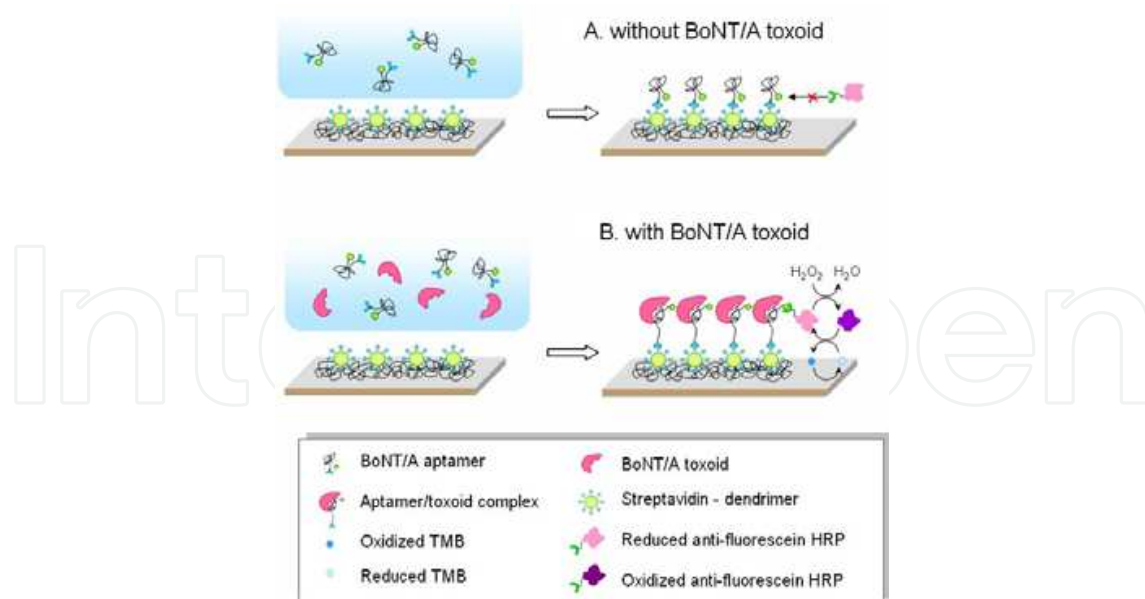 A. without BoNT/A toxoid
B. with BoNT/A toxoid
H₂O₂ H₂O
BoNT/A aptamer
BoNT/A toxoid
Aptamer/toxoid complex
Streptavidin - dendrimer
Oxidized TMB
Reduced anti-fluorescein HRP
Reduced TMB
Oxidized anti-fluorescein HRP